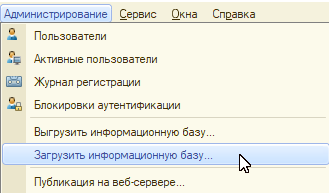 Администрирование Сервис Окна Справка
Пользователи
Активные пользователи
Журнал регистрации
Блокировки аутентификации
Выгрузить информационную базу...
Загрузить информационную базу...
Публикация на веб-сервере...